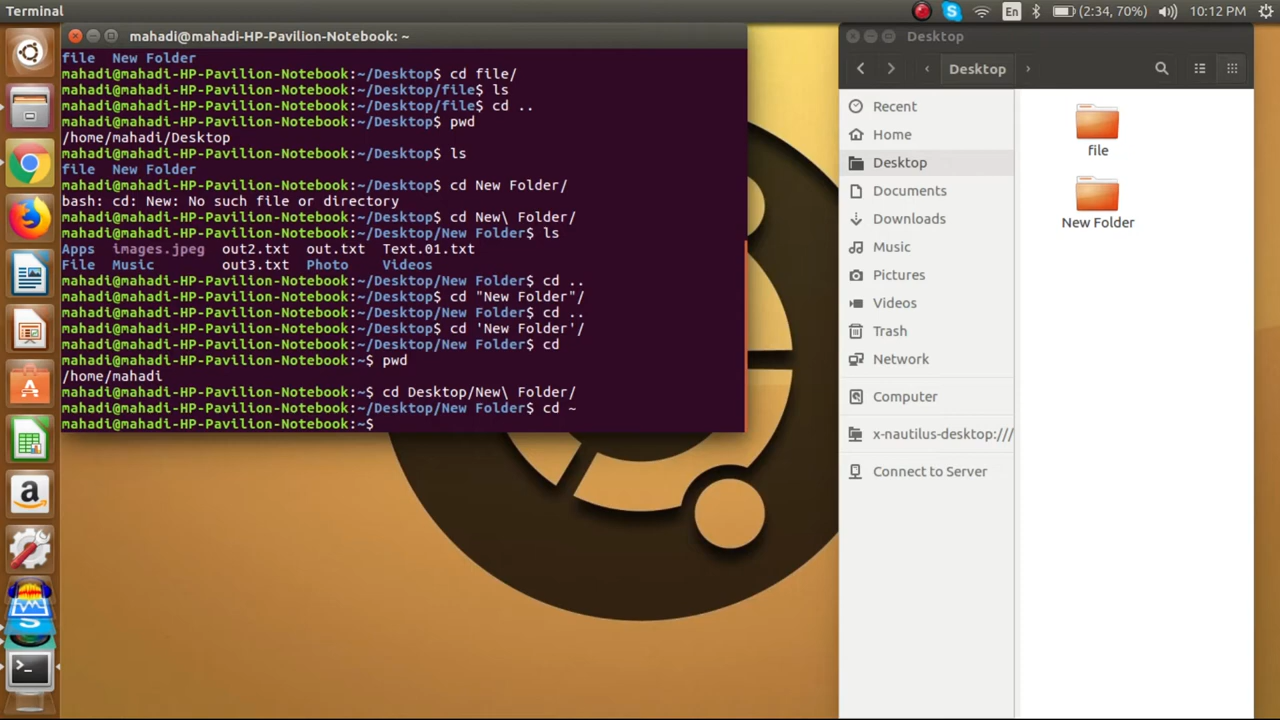 Terminal
En
(2:34, 70%)
10:12 PM
mahadi@mahadi-HP-Pavilion-Notebook: ~
file  New Folder
mahadi@mahadi-HP-Pavilion-Notebook:~/Desktop$ cd file/
mahadi@mahadi-HP-Pavilion-Notebook:~/Desktop/file$ ls
mahadi@mahadi-HP-Pavilion-Notebook:~/Desktop/file$ cd ..
mahadi@mahadi-HP-Pavilion-Notebook:~/Desktop$ pwd
/home/mahadi/Desktop
mahadi@mahadi-HP-Pavilion-Notebook:~/Desktop$ ls
file  New Folder
mahadi@mahadi-HP-Pavilion-Notebook:~/Desktop$ cd New Folder/
bash: cd: New: No such file or directory
mahadi@mahadi-HP-Pavilion-Notebook:~/Desktop$ cd New\ Folder/
mahadi@mahadi-HP-Pavilion-Notebook:~/Desktop/New Folder$ ls
Apps  images.jpeg  out2.txt  out.txt  Text.01.txt
File  Music  out3.txt  Photo  Videos
mahadi@mahadi-HP-Pavilion-Notebook:~/Desktop/New Folder$ cd ..
mahadi@mahadi-HP-Pavilion-Notebook:~/Desktop$ cd "New Folder"/
mahadi@mahadi-HP-Pavilion-Notebook:~/Desktop/New Folder$ cd ..
mahadi@mahadi-HP-Pavilion-Notebook:~/Desktop$ cd 'New Folder'/
mahadi@mahadi-HP-Pavilion-Notebook:~/Desktop/New Folder$ cd
mahadi@mahadi-HP-Pavilion-Notebook:~$ pwd
/home/mahadi
mahadi@mahadi-HP-Pavilion-Notebook:~$ cd Desktop/New\ Folder/
mahadi@mahadi-HP-Pavilion-Notebook:~/Desktop/New Folder$ cd ~
mahadi@mahadi-HP-Pavilion-Notebook:~$
Desktop
Desktop
Recent
Home
Desktop
Documents
Downloads
Music
Pictures
Videos
Trash
Network
Computer
x-nautilus-desktop:///
Connect to Server
file
New Folder